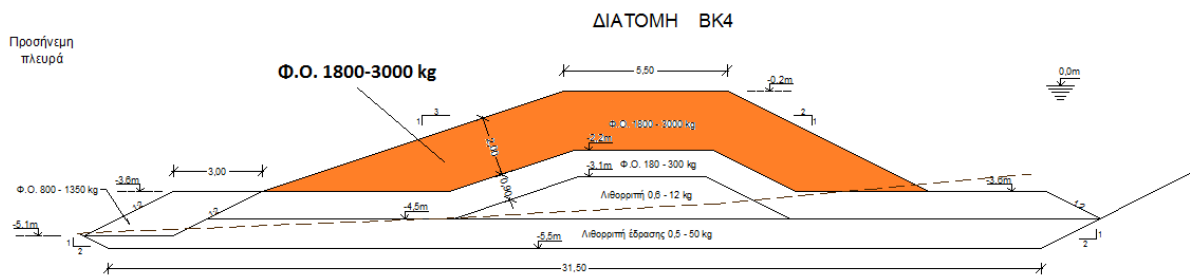 ΔΙΑΤΟΜΗ ΒΚ4
Προσήνεμη
πλευρά
Φ.Ο. 1800-3000 kg
5,50
-0,2m
0,0m
3
1
2
1
Φ.Ο. 1800 - 3000 kg
2,00
-2,2m
Φ.Ο. 180 - 300 kg
-3,1m
0,90
3,00
-3.6m
-3.6m
Φ.Ο. 800 - 1350 kg
1:2
1:2
Λιθορριπή 0,6 - 12 kg
1:2
-4,5m
-5.1m
1
2
Λιθορριπή έδρασης 0,5 - 50 kg
-5,5m
2
1
31,50